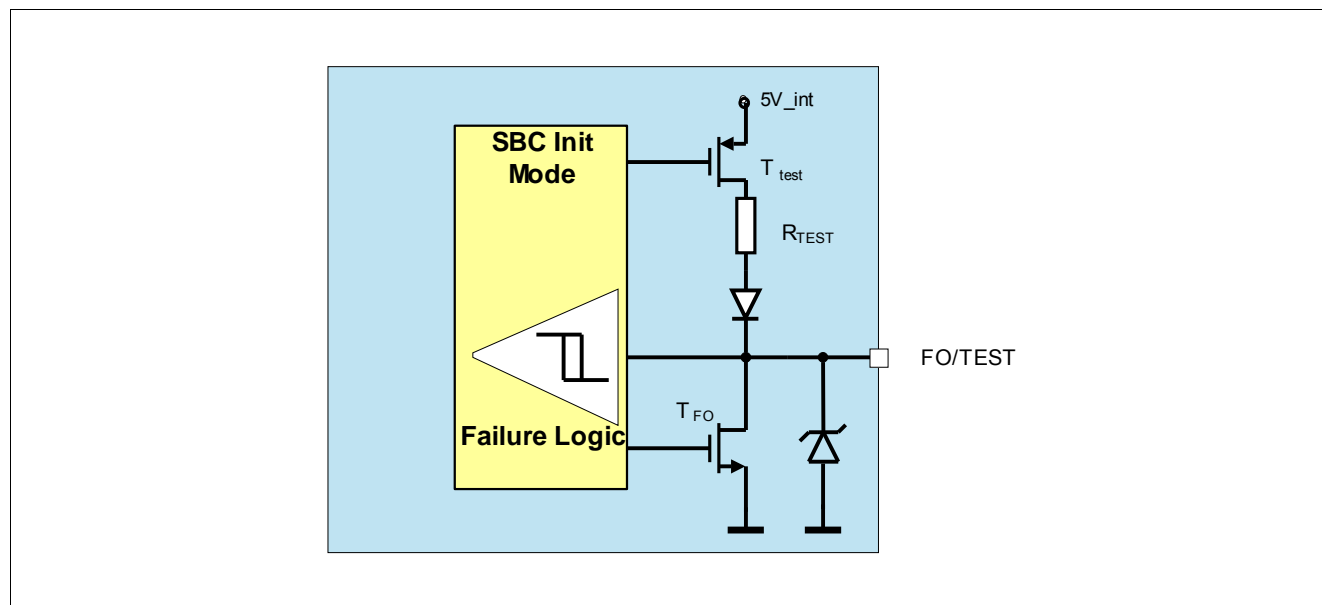 5V_int
SBC Init
Mode
T test
RTEST
FO/TEST
T FO
Failure Logic